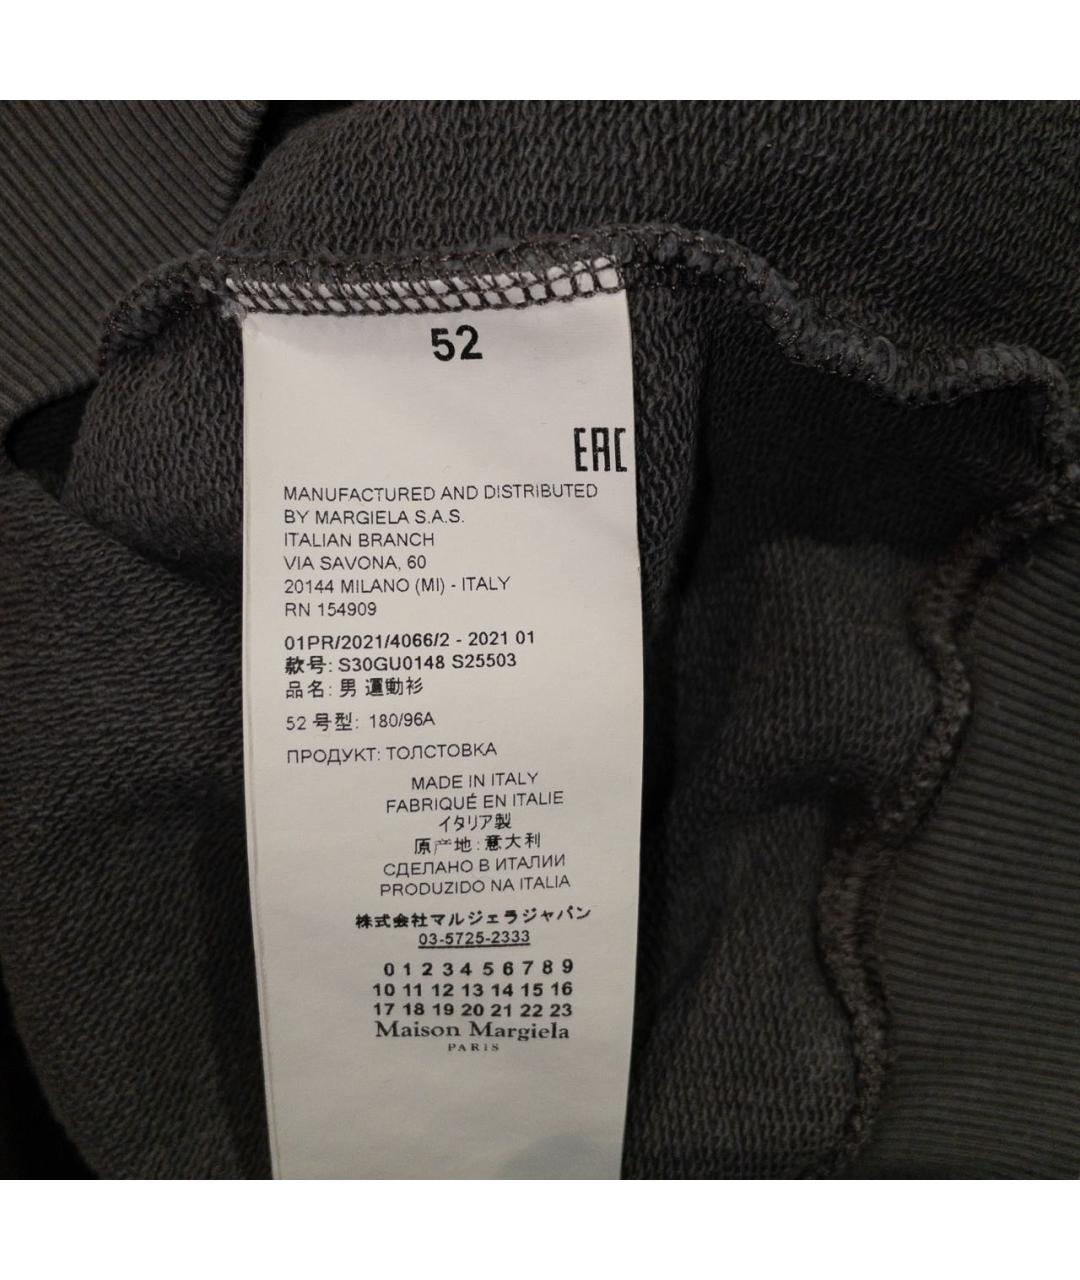 52
EAC
MANUFACTURED AND DISTRIBUTED
BY MARGIELA S.A.S.
ITALIAN BRANCH
VIA SAVONA, 60
20144 MILANO (MI) - ITALY
RN 154909
01PR/2021/4066/2 - 2021 01
款号: S30GU0148 S25503
品名: 男 運動衫
52 号型: 180/96A
ПРОДУКТ: ТОЛСТОВКА
MADE IN ITALY
FABRIQUÉ EN ITALIE
イタリア製
原产地: 意大利
СДЕЛАНО В ИТАЛИИ
PRODUZIDO NA ITALIA
株式会社マルジェラジャパン
03-5725-2333
0 1 2 3 4 5 6 7 8 9
10 11 12 13 14 15 16
17 18 19 20 21 22 23
Maison Margiela
PARIS